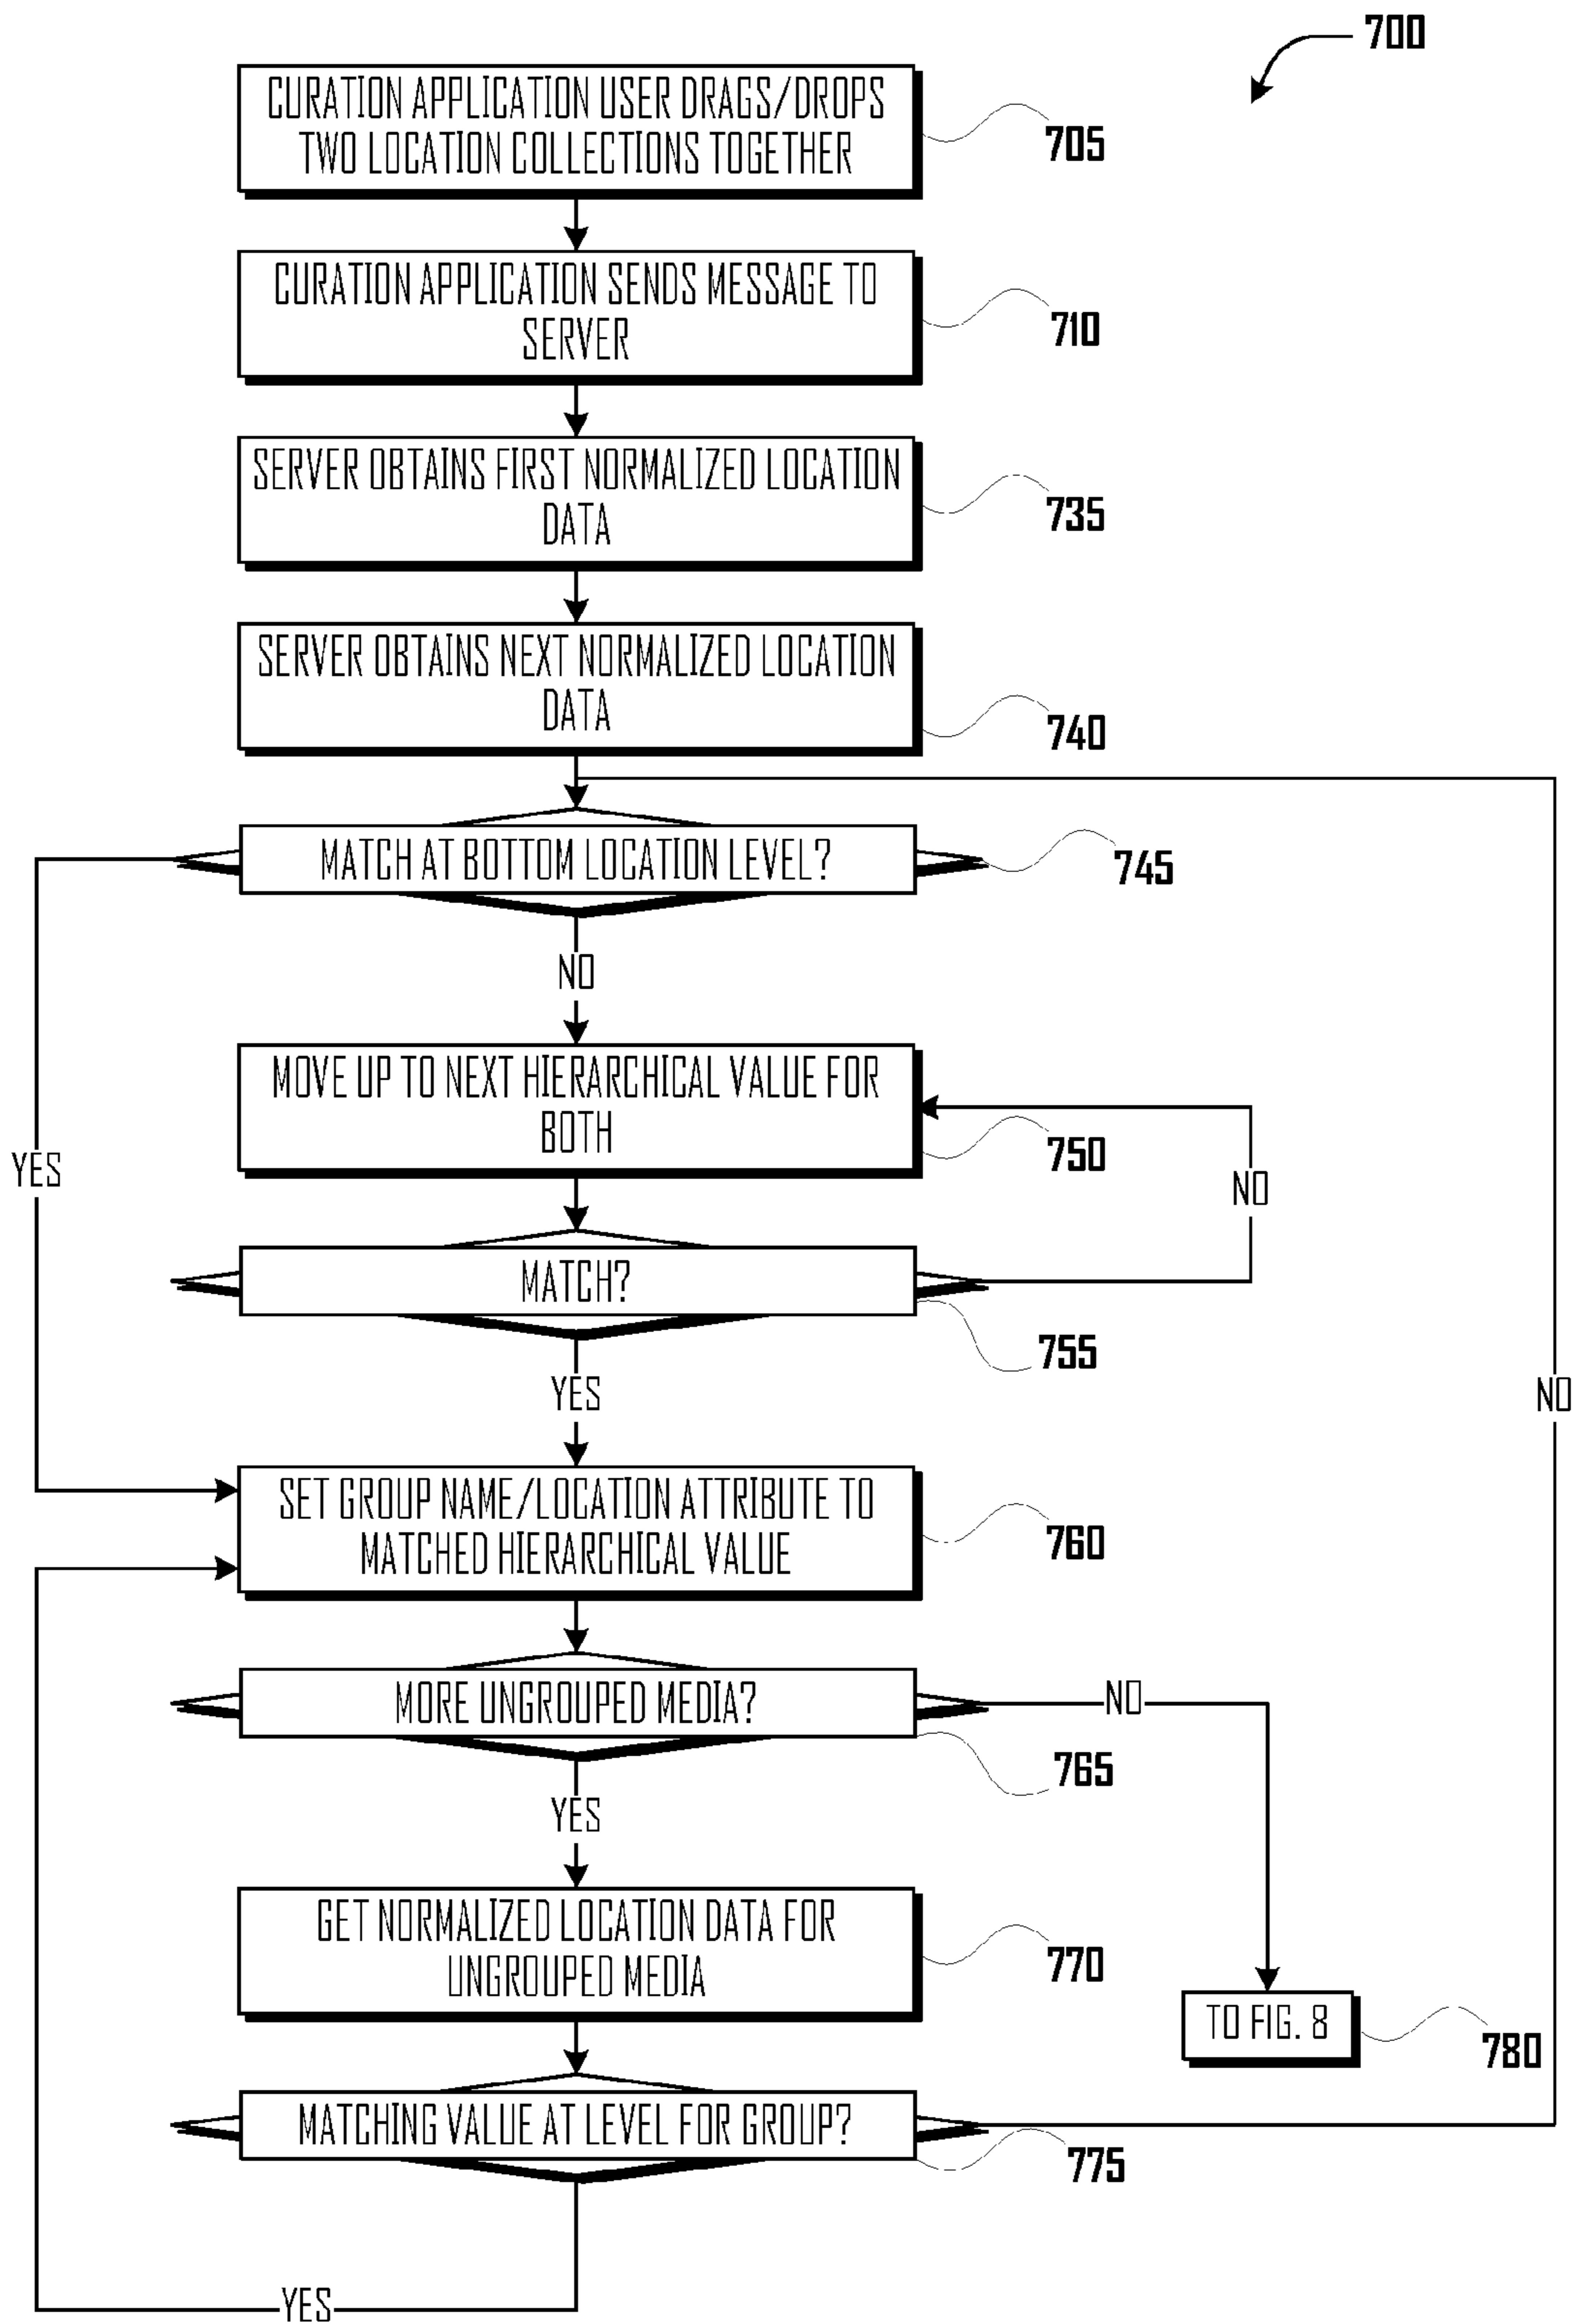 700
CURATION APPLICATION USER DRAGS/DROPS
TWO LOCATION COLLECTIONS TOGETHER
705
CURATION APPLICATION SENDS MESSAGE TO
SERVER
710
SERVER OBTAINS FIRST NORMALIZED LOCATION
DATA
735
SERVER OBTAINS NEXT NORMALIZED LOCATION
DATA
740
MATCH AT BOTTOM LOCATION LEVEL?
745
NO
MOVE UP TO NEXT HIERARCHICAL VALUE FOR
BOTH
750
YES
NO
MATCH?
755
YES
NO
SET GROUP NAME/LOCATION ATTRIBUTE TO
MATCHED HIERARCHICAL VALUE
760
MORE UNGROUPED MEDIA?
NO
765
YES
GET NORMALIZED LOCATION DATA FOR
UNGROUPED MEDIA
770
TO FIG. 8
780
MATCHING VALUE AT LEVEL FOR GROUP?
775
YES